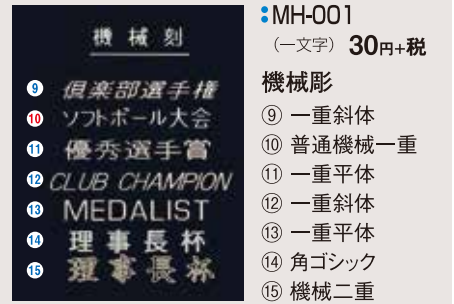 機械刻
⑨ 倶楽部選手権
⑩ ソフトボール大会
⑪ 優秀選手賞
⑫ CLUB CHAMPION
⑬ MEDALIST
⑭ 理事長杯
⑮ 理事長杯
:MH-001
(一文字) 30円+税
機械彫
⑨ 一重斜体
⑩ 普通機械一重
⑪ 一重平体
⑫ 一重斜体
⑬ 一重平体
⑭ 角ゴシック
⑮ 機械二重